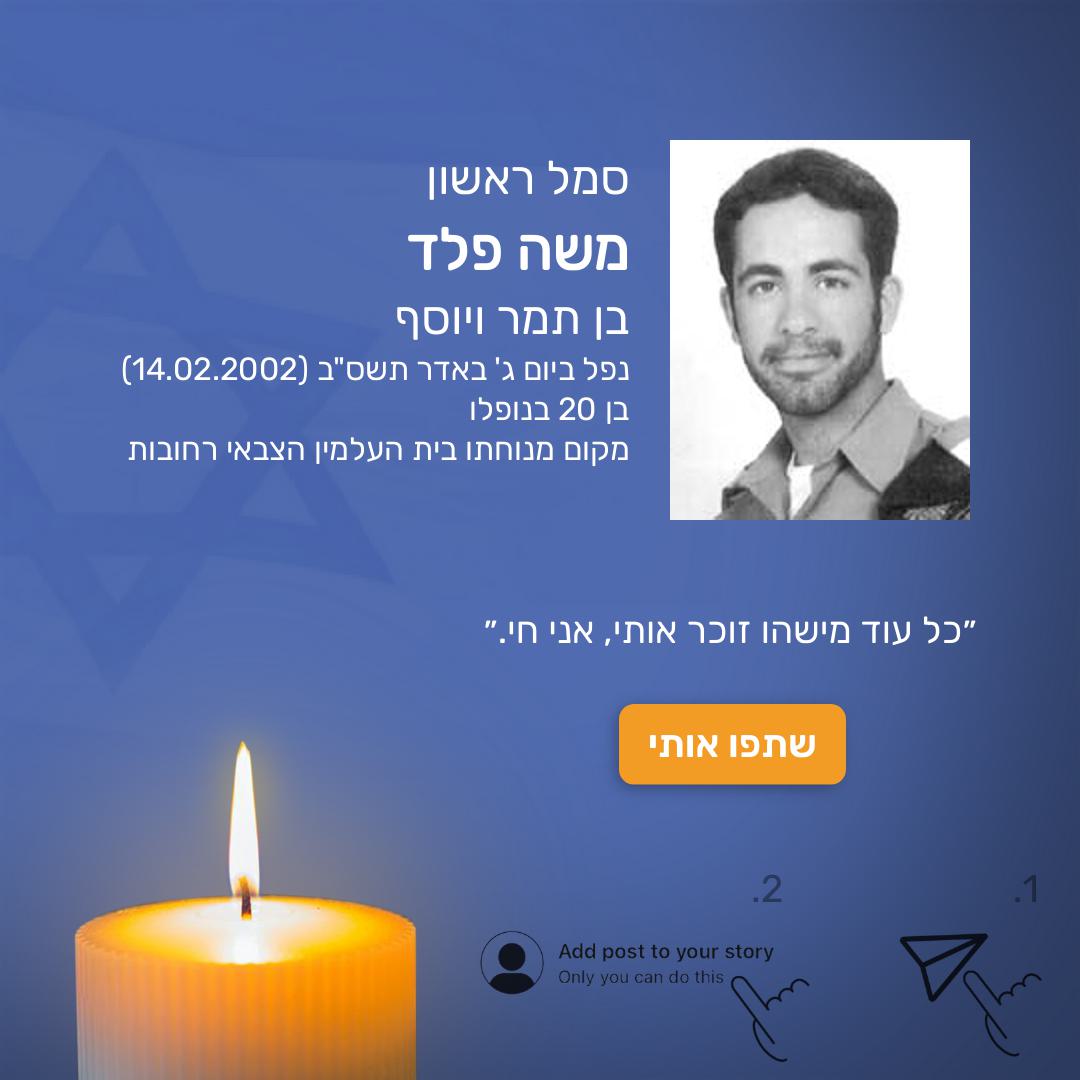 סמל ראשון
משה פלד
בן תמר ויוסף
נפל ביום ג' באדר תשס"ב (14.02.2002)
בן 20 בנופלו
מקום מנוחתו בית העלמין הצבאי רחובות
״כל עוד מישהו זוכר אותי, אני חי.״
שתפו אותי
1.
2.
Add post to your story
Only you can do this